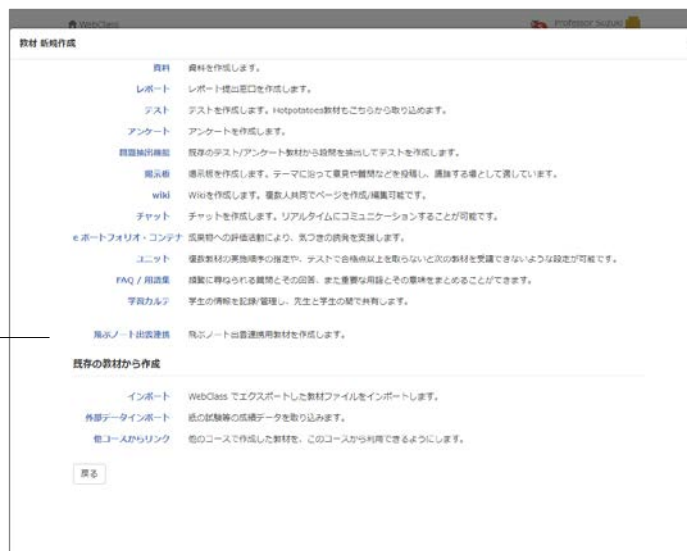 WebClass
Professor Suzuki
教材 新規作成
資料 資料を作成します。
レポート レポート提出窓口を作成します。
テスト テストを作成します。Hotpotatoes教材もこちらから取り込めます。
アンケート アンケートを作成します。
問題抽出機能 既存のテスト/アンケート教材から設問を抽出してテストを作成します。
掲示板 掲示板を作成します。テーマに沿って意見や質問などを投稿し、議論する場として適しています。
wiki Wikiを作成します。複数人共同でページを作成/編集可能です。
チャット チャットを作成します。リアルタイムにコミュニケーションすることが可能です。
e ポートフォリオ・コンテナ 成果物への評価活動により、気づきの誘発を支援します。
ユニット 複数教材の実施順序の指定や、テストで合格点以上を取らないと次の教材を受講できないような設定が可能です。
FAQ / 用語集 頻繁に尋ねられる質問とその回答、また重要な用語とその意味をまとめることができます。
学習カルテ 学生の情報を記録/管理し、先生と学生の間で共有します。
飛ぶノート出雲連携 飛ぶノート出雲連携用教材を作成します。
既存の教材から作成
インポート WebClass でエクスポートした教材ファイルをインポートします。
外部データインポート 紙の試験等の成績データを取り込みます。
他コースからリンク 他のコースで作成した教材を、このコースから利用できるようにします。
戻る